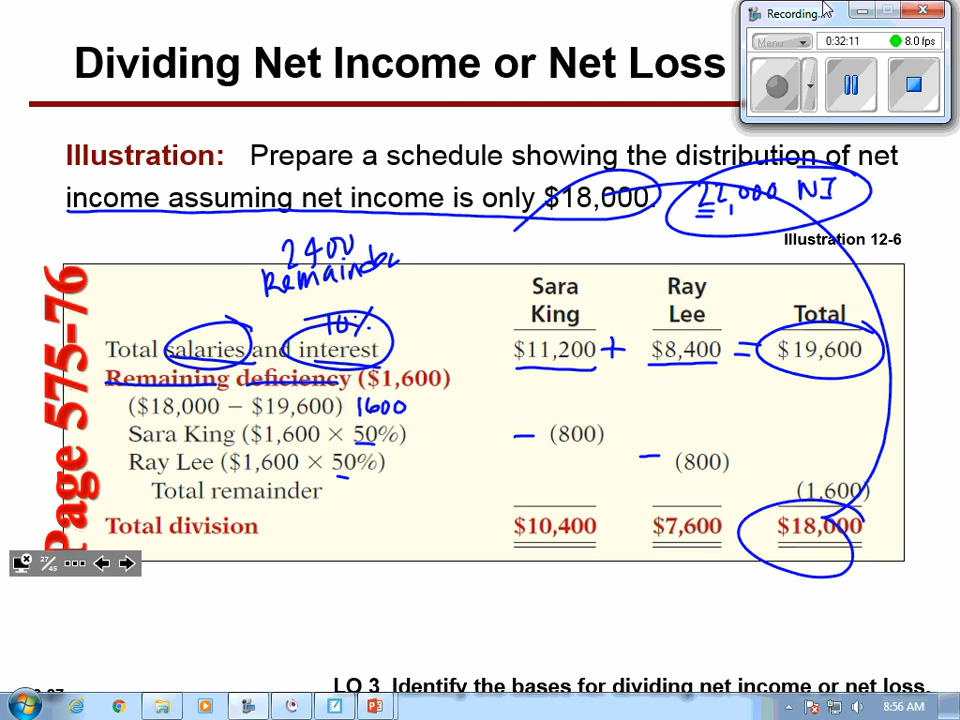 Recording...
Menu
0:32:11
8.0 fps
Dividing Net Income or Net Loss
Illustration: Prepare a schedule showing the distribution of net
income assuming net income is only $18,000.
22,000 NI
Illustration 12-6
2400
Remainder
Page 575-76
Sara King
Ray Lee
Total
10%
Total salaries and interest $11,200 + $8,400 = $19,600
Remaining deficiency ($1,600)
($18,000 – $19,600) 1600
Sara King ($1,600 × 50%) – (800)
Ray Lee ($1,600 × 50%) – (800)
Total remainder (1,600)
Total division $10,400 $7,600 $18,000
27/45
LO 3 Identify the bases for dividing net income or net loss.
8:56 AM